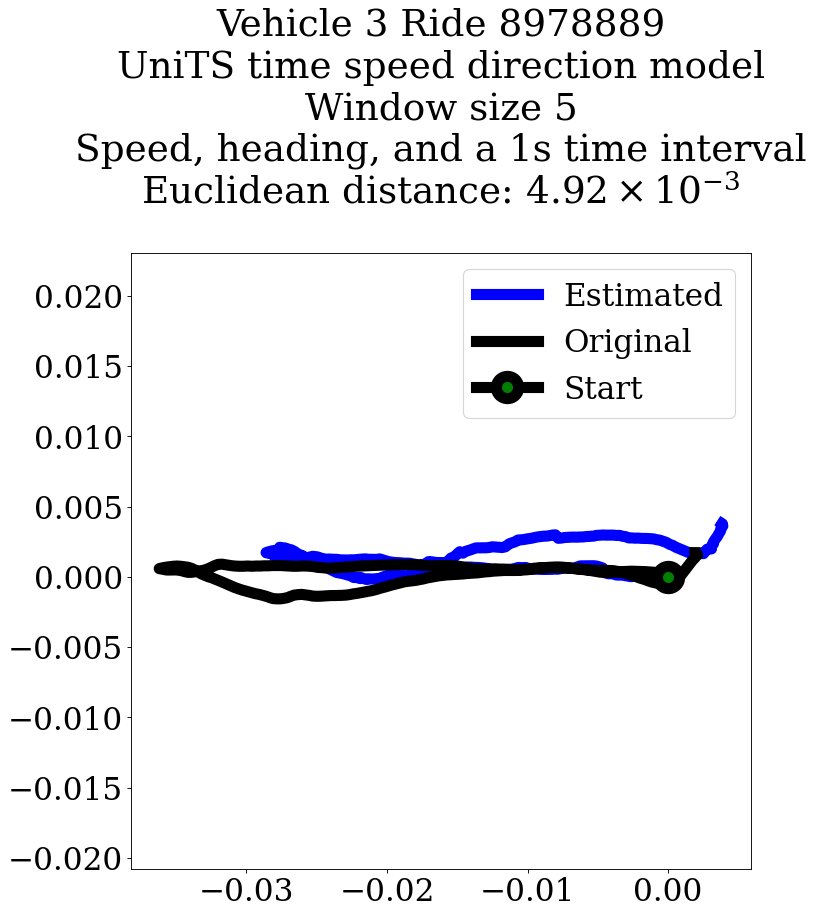 Vehicle 3 Ride 8978889
UniTS time speed direction model
Window size 5
Speed, heading, and a 1s time interval
Euclidean distance: 4.92 × 10⁻³
Estimated
Original
Start
0.020
0.015
0.010
0.005
0.000
−0.005
−0.010
−0.015
−0.020
−0.03
−0.02
−0.01
0.00